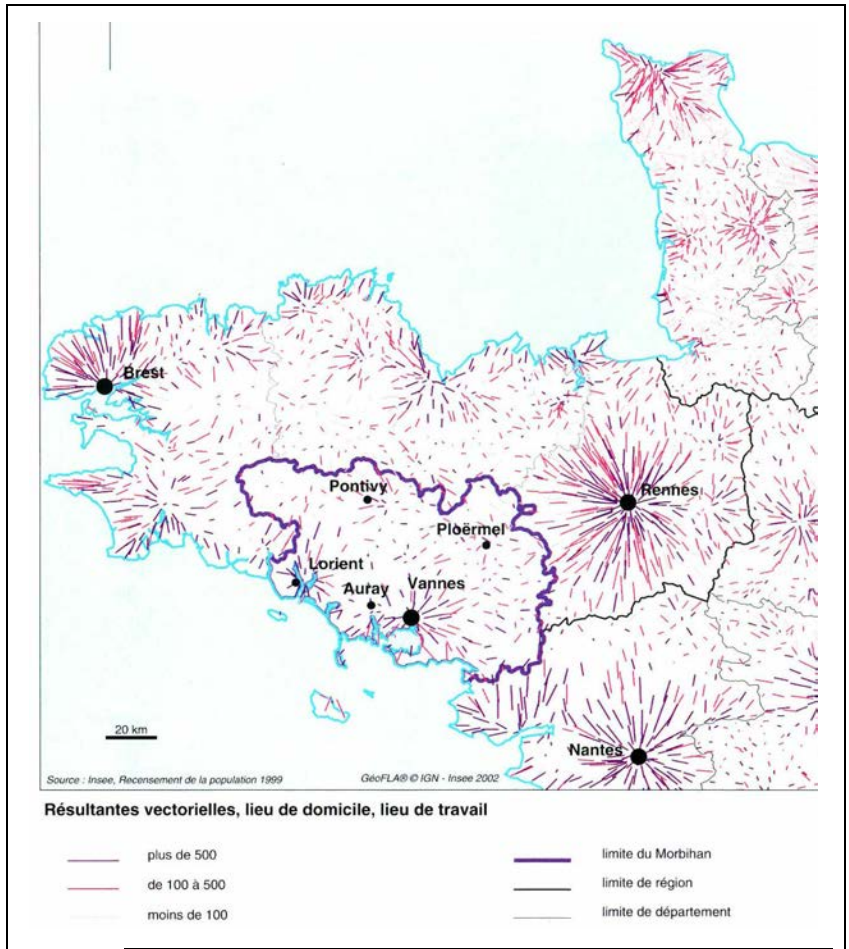 Brest
Rennes
Pontivy
Ploërmel
Lorient
Auray
Vannes
20 km
Nantes
Source : Insee, Recensement de la population 1999
GéoFLA® © IGN - Insee 2002
Résultantes vectorielles, lieu de domicile, lieu de travail
plus de 500
limite du Morbihan
de 100 à 500
limite de région
moins de 100
limite de département